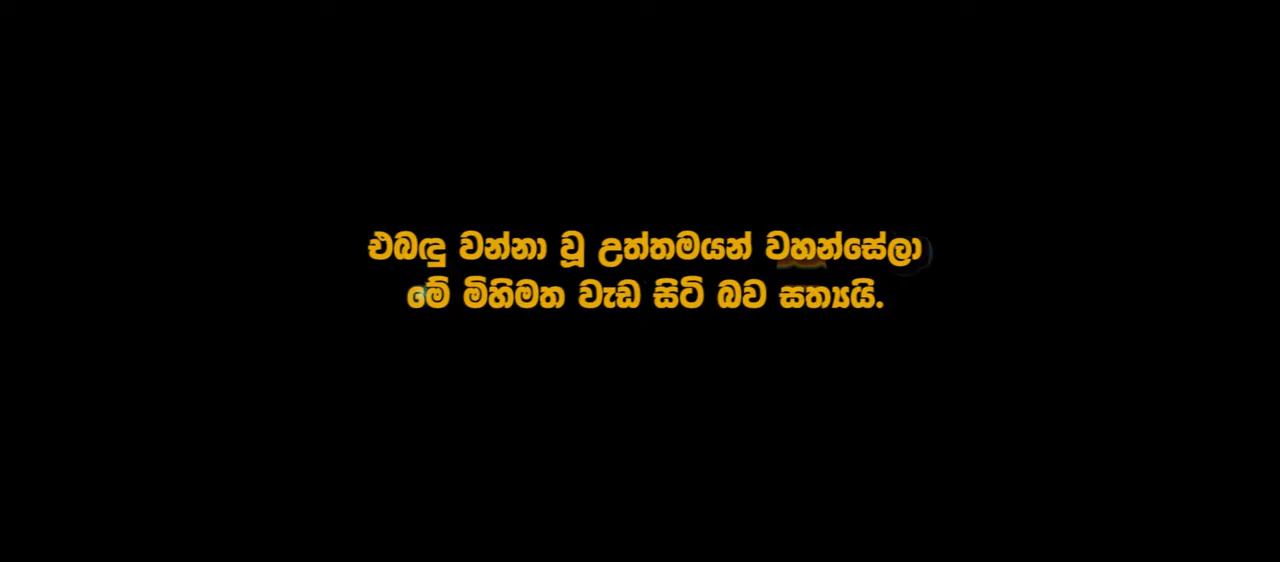 එබඳු වන්නා වූ උත්තමයන් වහන්සේලා
මේ මිහිමත වැඩ සිටි බව සත්‍යයි.